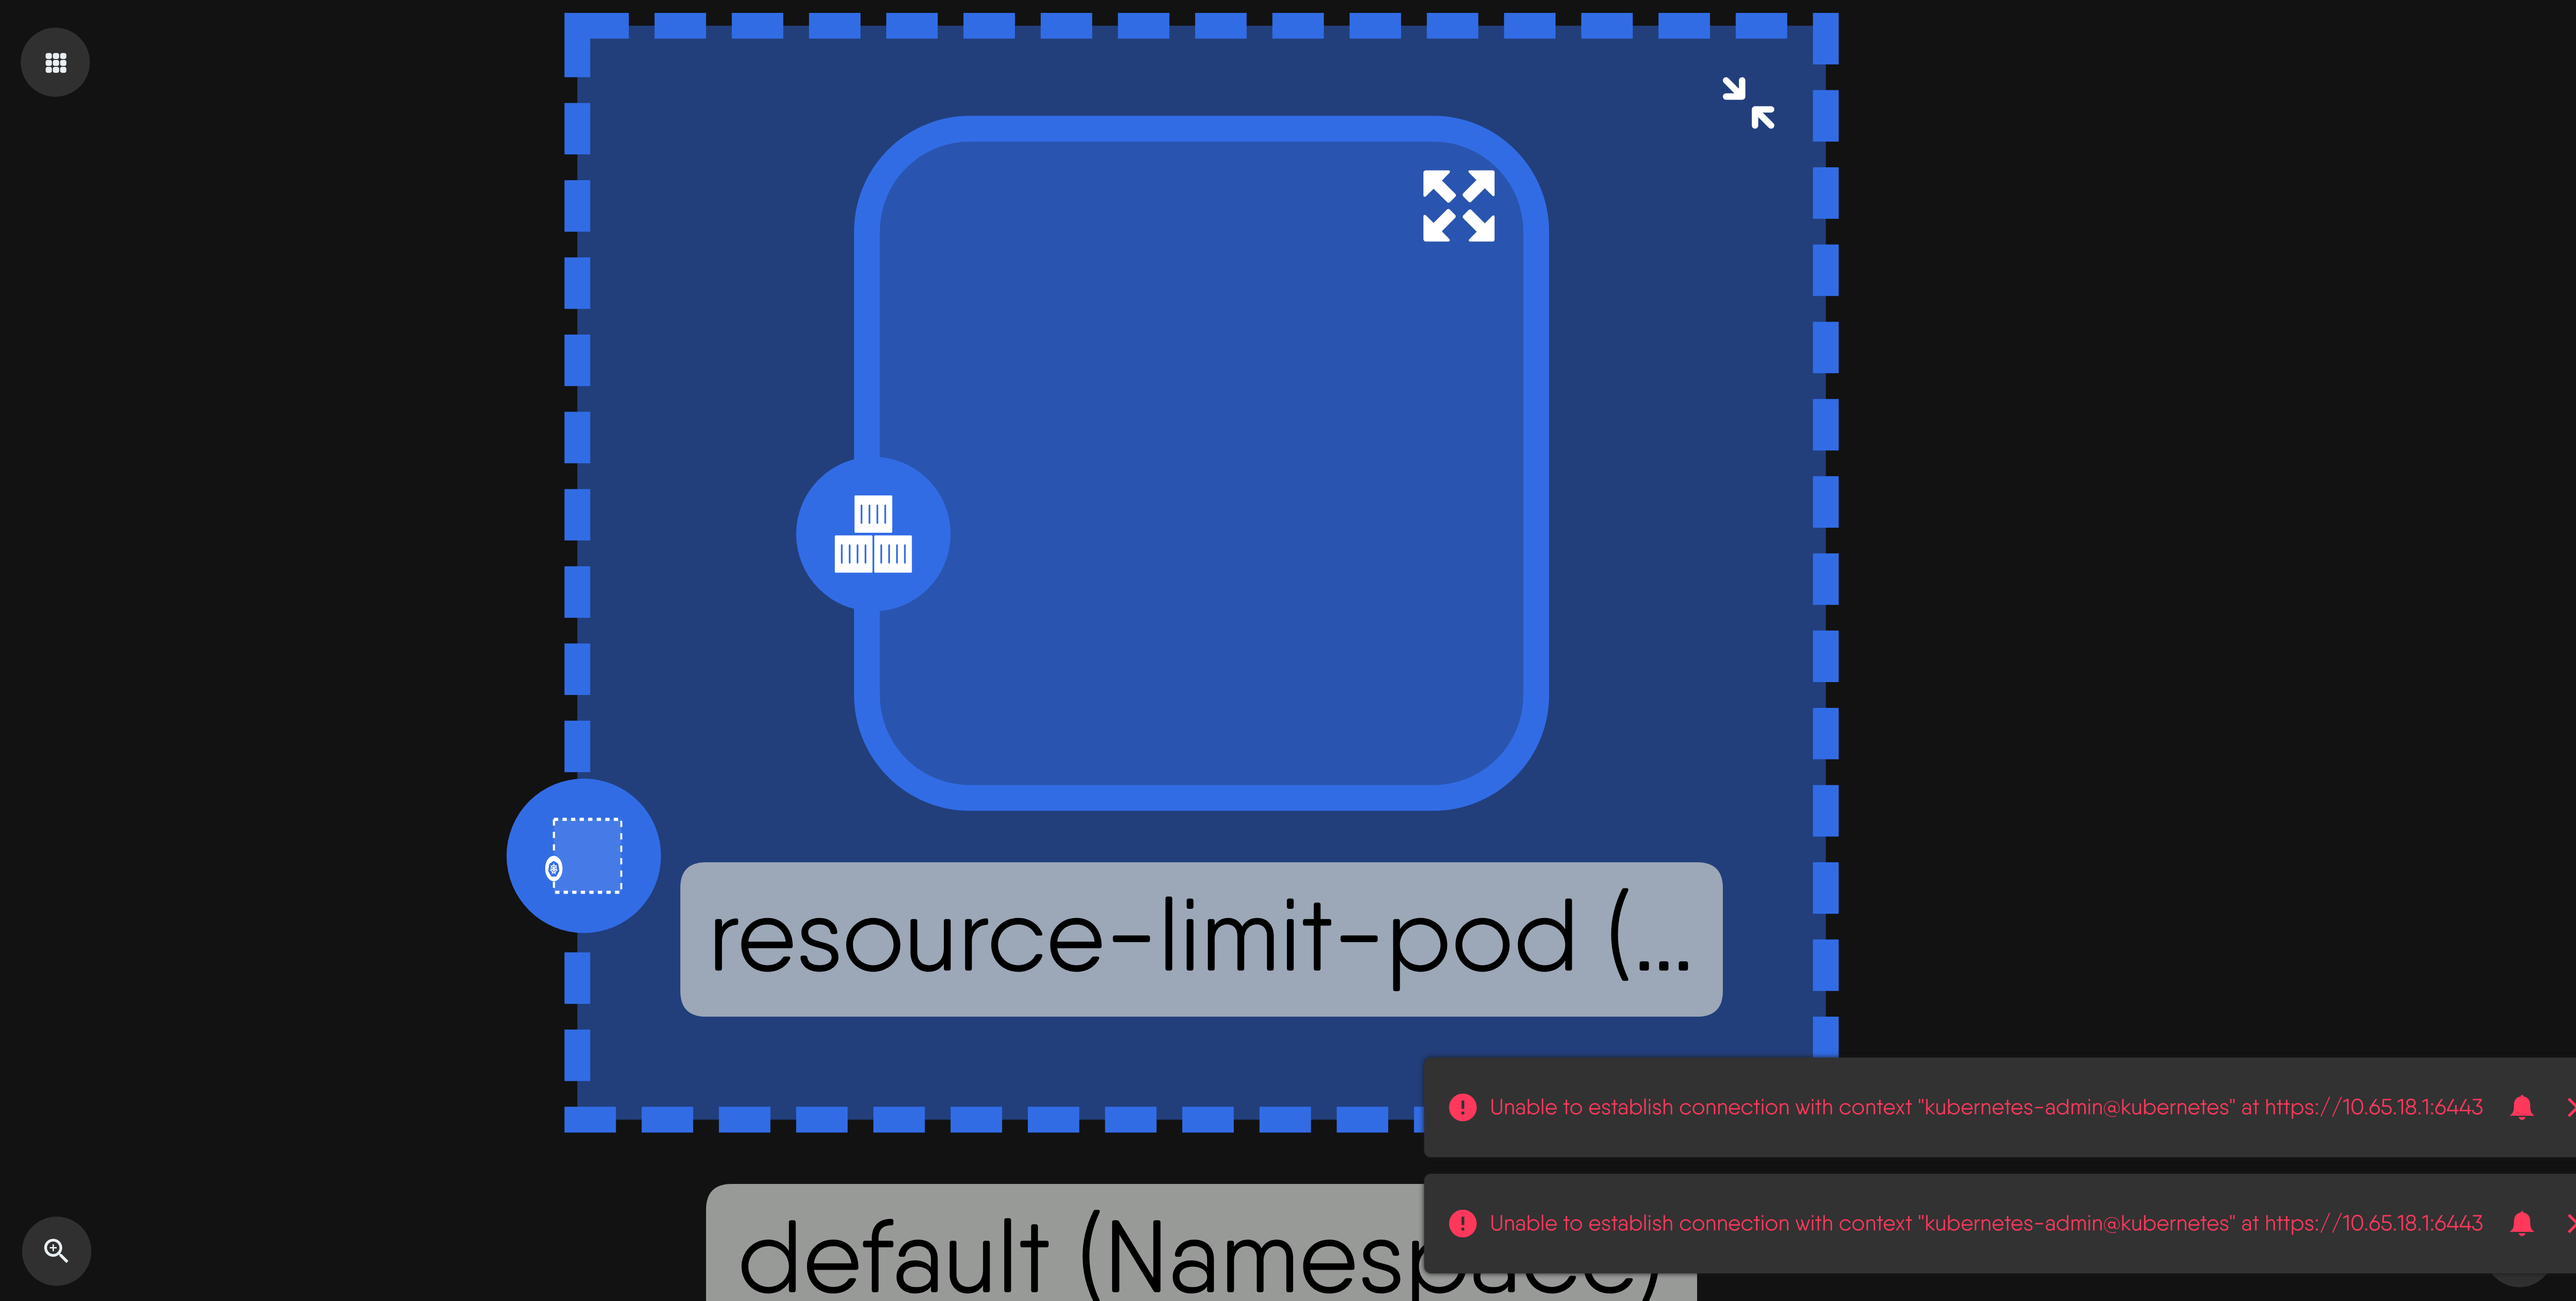 resource-limit-pod (...
Unable to establish connection with context "kubernetes-admin@kubernetes" at https://10.65.18.1:6443
Unable to establish connection with context "kubernetes-admin@kubernetes" at https://10.65.18.1:6443
default (Namespace)